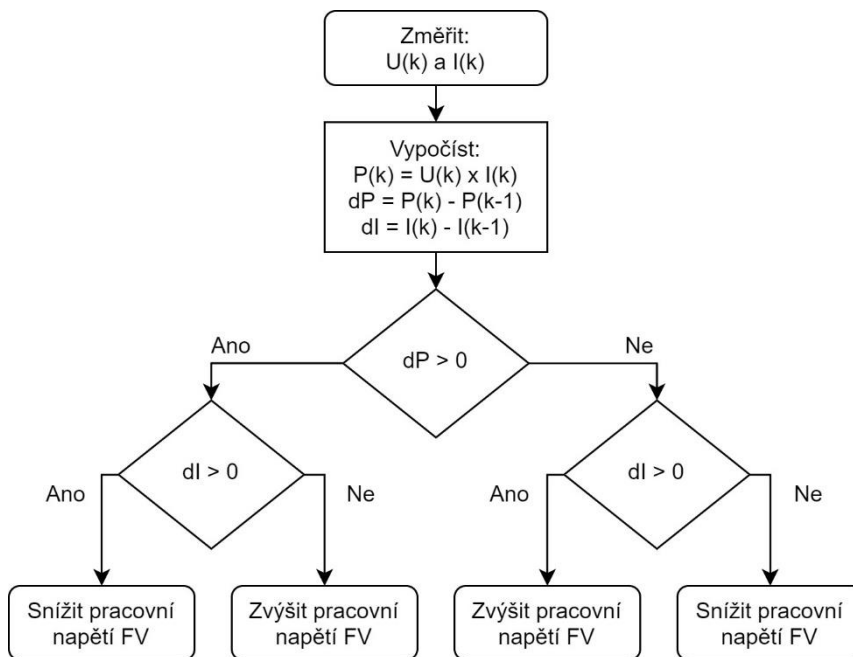 Změřit:
U(k) a I(k)
Vypočíst:
P(k) = U(k) x I(k)
dP = P(k) - P(k-1)
dI = I(k) - I(k-1)
Ano
dP > 0
Ne
dI > 0
dI > 0
Ano
Ne
Ano
Ne
Snížit pracovní
napětí FV
Zvýšit pracovní
napětí FV
Zvýšit pracovní
napětí FV
Snížit pracovní
napětí FV